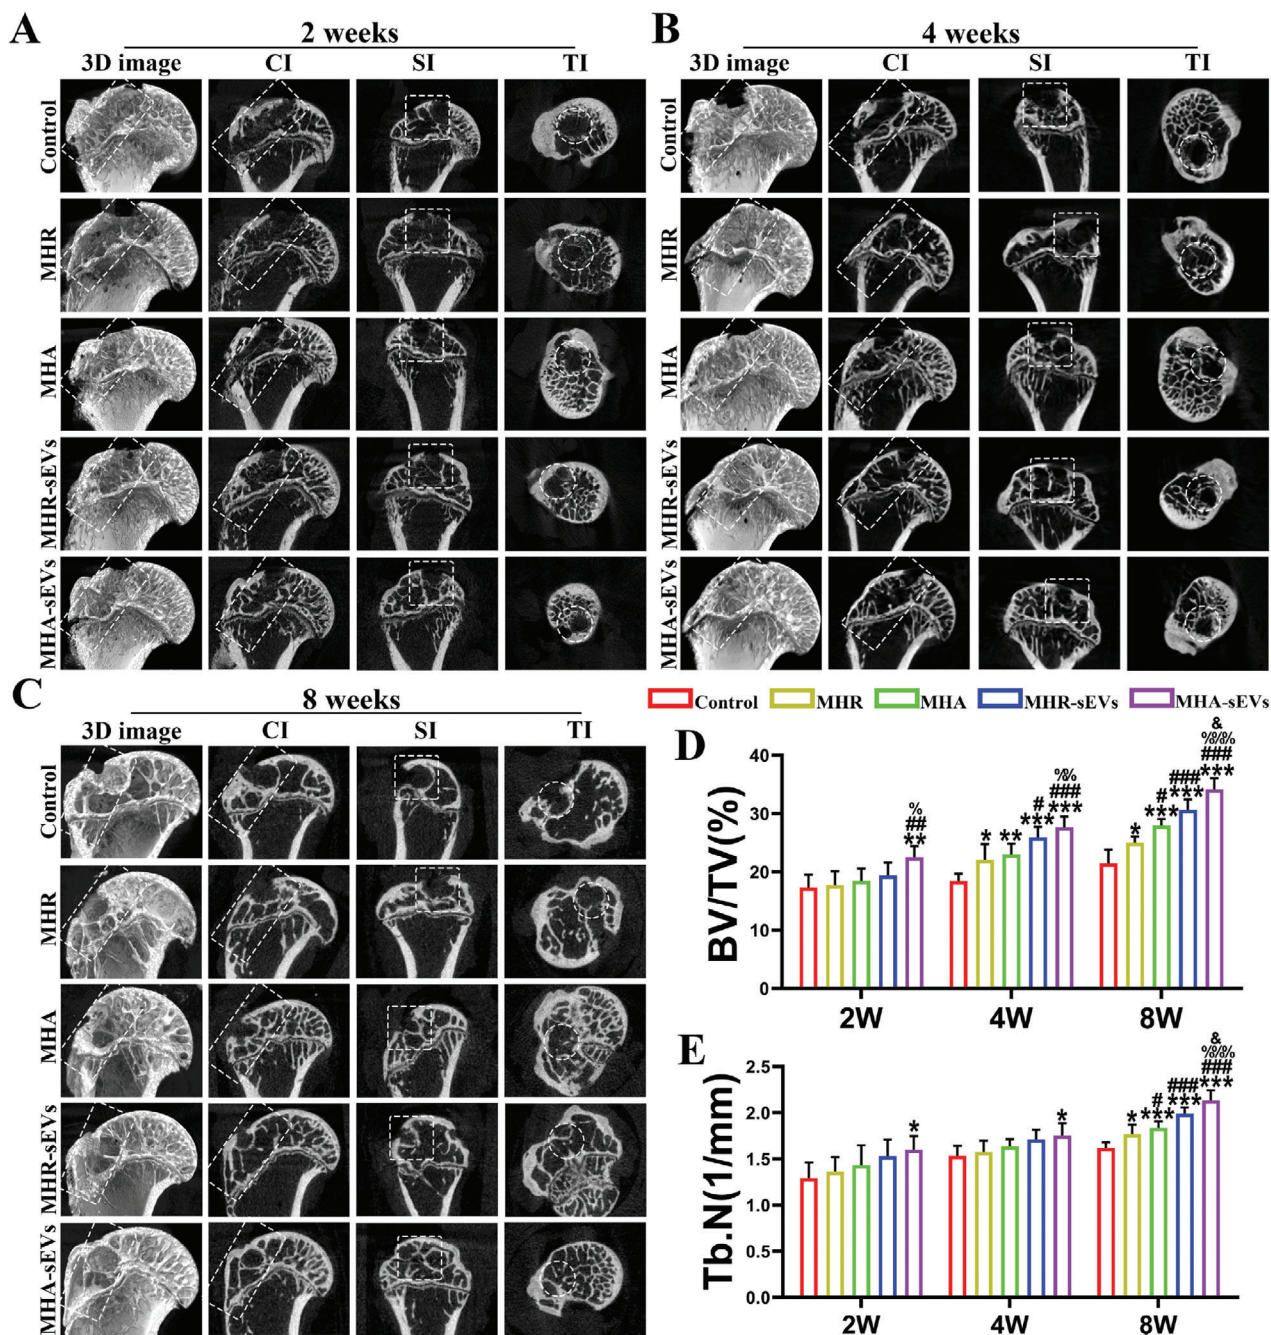 A
2 weeks
3D image CI SI TI
Control
MHR
MHA
MHR-sEVs
MHA-sEVs
B
4 weeks
3D image CI SI TI
Control
MHR
MHA
MHR-sEVs
MHA-sEVs
C
8 weeks
3D image CI SI TI
Control
MHR
MHA
MHR-sEVs
MHA-sEVs
Control MHR MHA MHR-sEVs MHA-sEVs
D
BV/TV(%)
40
30
20
10
0
%
##
**
*
**
#
***
%%
###
***
*
#
***
###
***
&
%%%
###
***
2W 4W 8W
E
Tb.N(1/mm)
2.5
2.0
1.5
1.0
0.5
0.0
*
*
*
#
***
###
***
&
%%%
###
***
2W 4W 8W